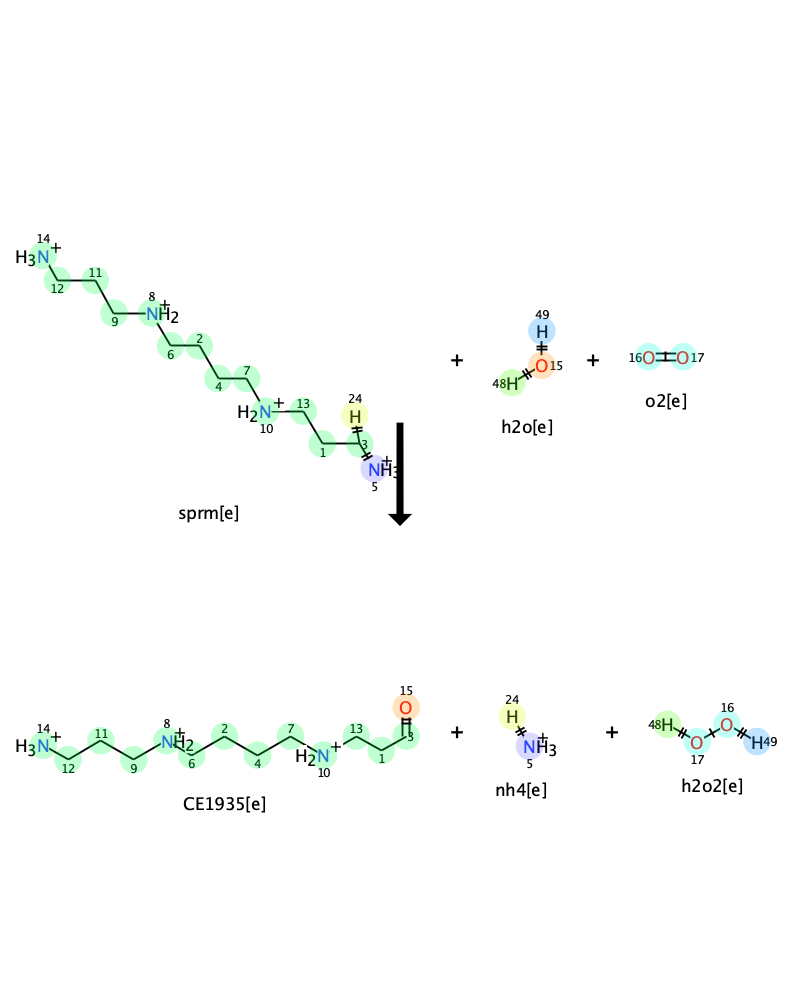 14
H3N+
12
11
9
8
NH2+
6
2
4
7
H2N+
10
13
1
24
H
3
NH3+
5
sprm[e]
+
49
H
48H
O15
h2o[e]
+
16O O17
o2[e]
14
H3N+
12
11
9
8
NH2+
6
2
4
7
H2N+
10
13
1
15
O
H
3
CE1935[e]
+
24
H
NH3+
5
nh4[e]
+
48H
O
17
16
O
H49
h2o2[e]